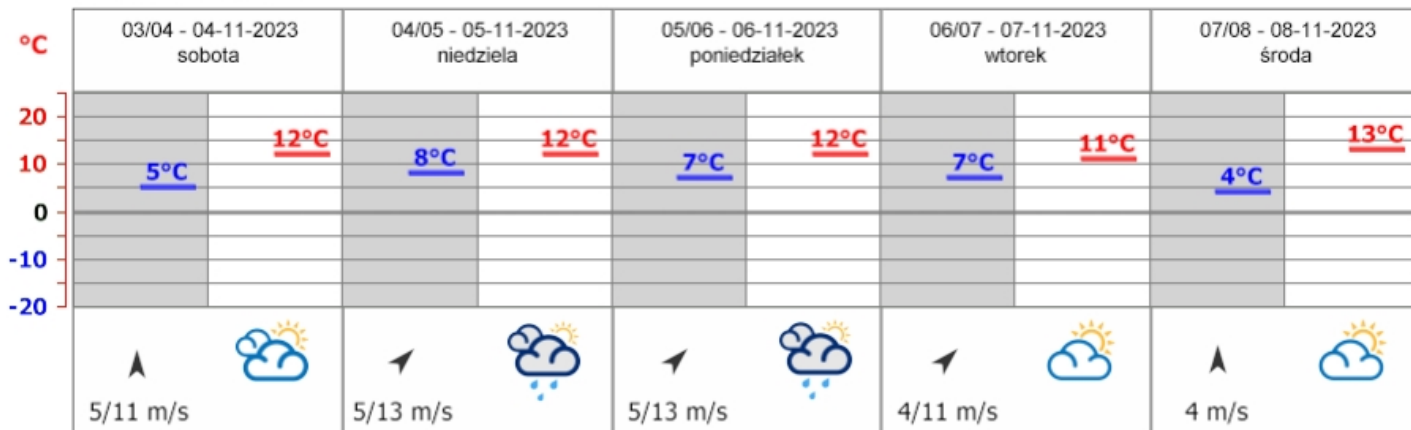 °C
03/04 - 04-11-2023
sobota
04/05 - 05-11-2023
niedziela
05/06 - 06-11-2023
poniedziałek
06/07 - 07-11-2023
wtorek
07/08 - 08-11-2023
środa
20
10
0
-10
-20
5°C
12°C
8°C
12°C
7°C
12°C
7°C
11°C
4°C
13°C
5/11 m/s
5/13 m/s
5/13 m/s
4/11 m/s
4 m/s